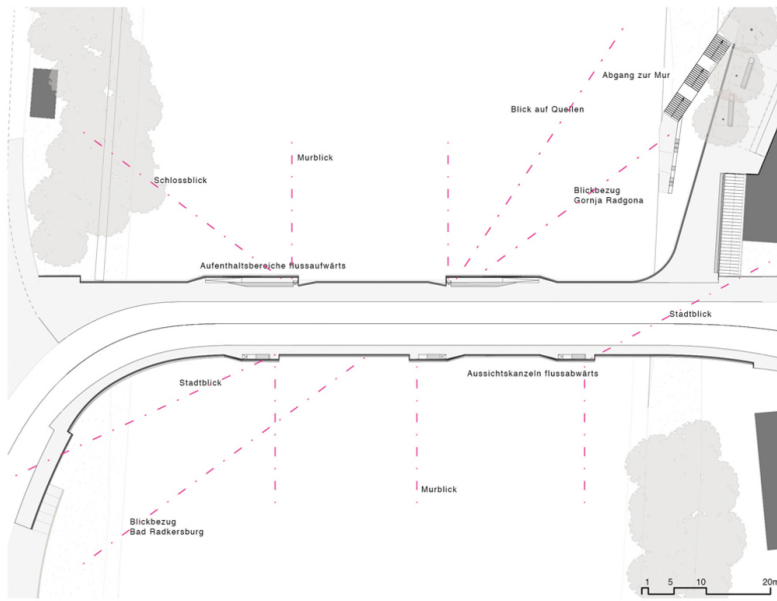 Abgang zur Mur
Blick auf Quellen
Murblick
Schlossblick
Blickbezug
Gornja Radgona
Aufenthaltsbereiche flussaufwärts
Stadtblick
Aussichtskanzeln flussabwärts
Stadtblick
Murblick
Blickbezug
Bad Radkersburg
1 5 10 20m